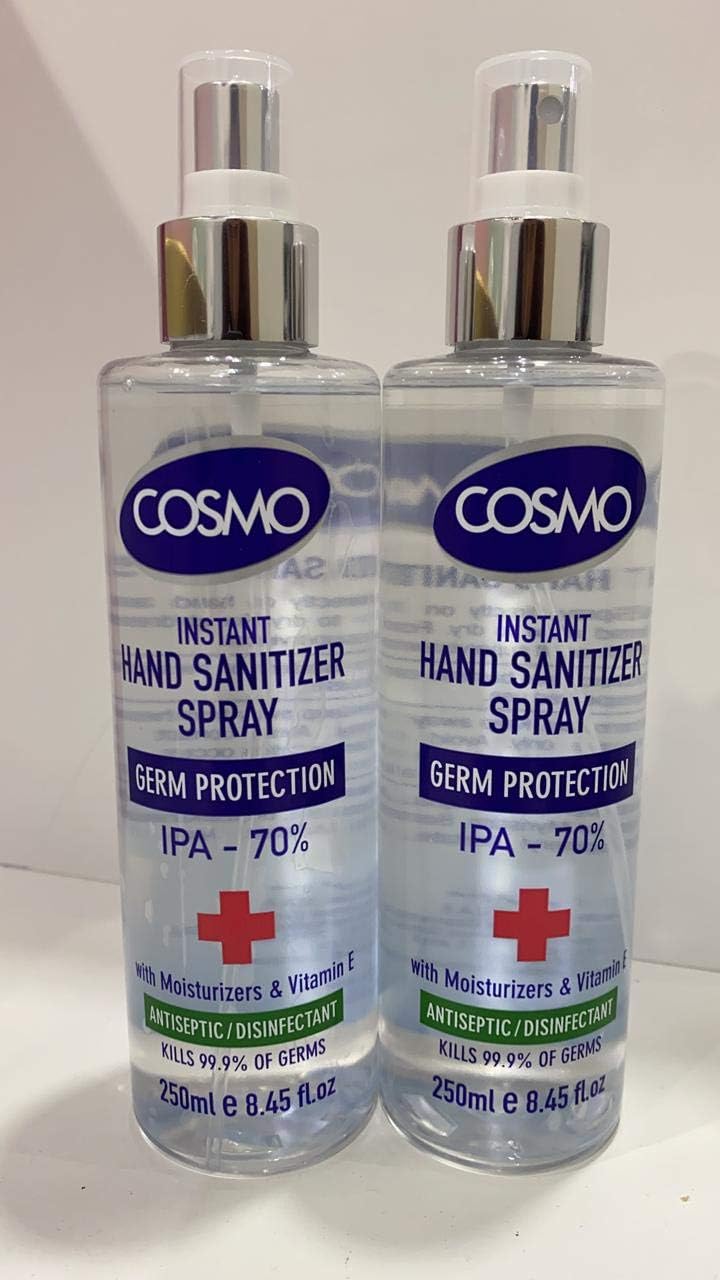 COSMO
INSTANT
HAND SANITIZER
SPRAY
GERM PROTECTION
IPA - 70%
with Moisturizers & Vitamin E
ANTISEPTIC/DISINFECTANT
KILLS 99.9% OF GERMS
250ml e 8.45 fl.oz
COSMO
INSTANT
HAND SANITIZER
SPRAY
GERM PROTECTION
IPA - 70%
with Moisturizers & Vitamin E
ANTISEPTIC/DISINFECTANT
KILLS 99.9% OF GERMS
250ml e 8.45 fl.oz